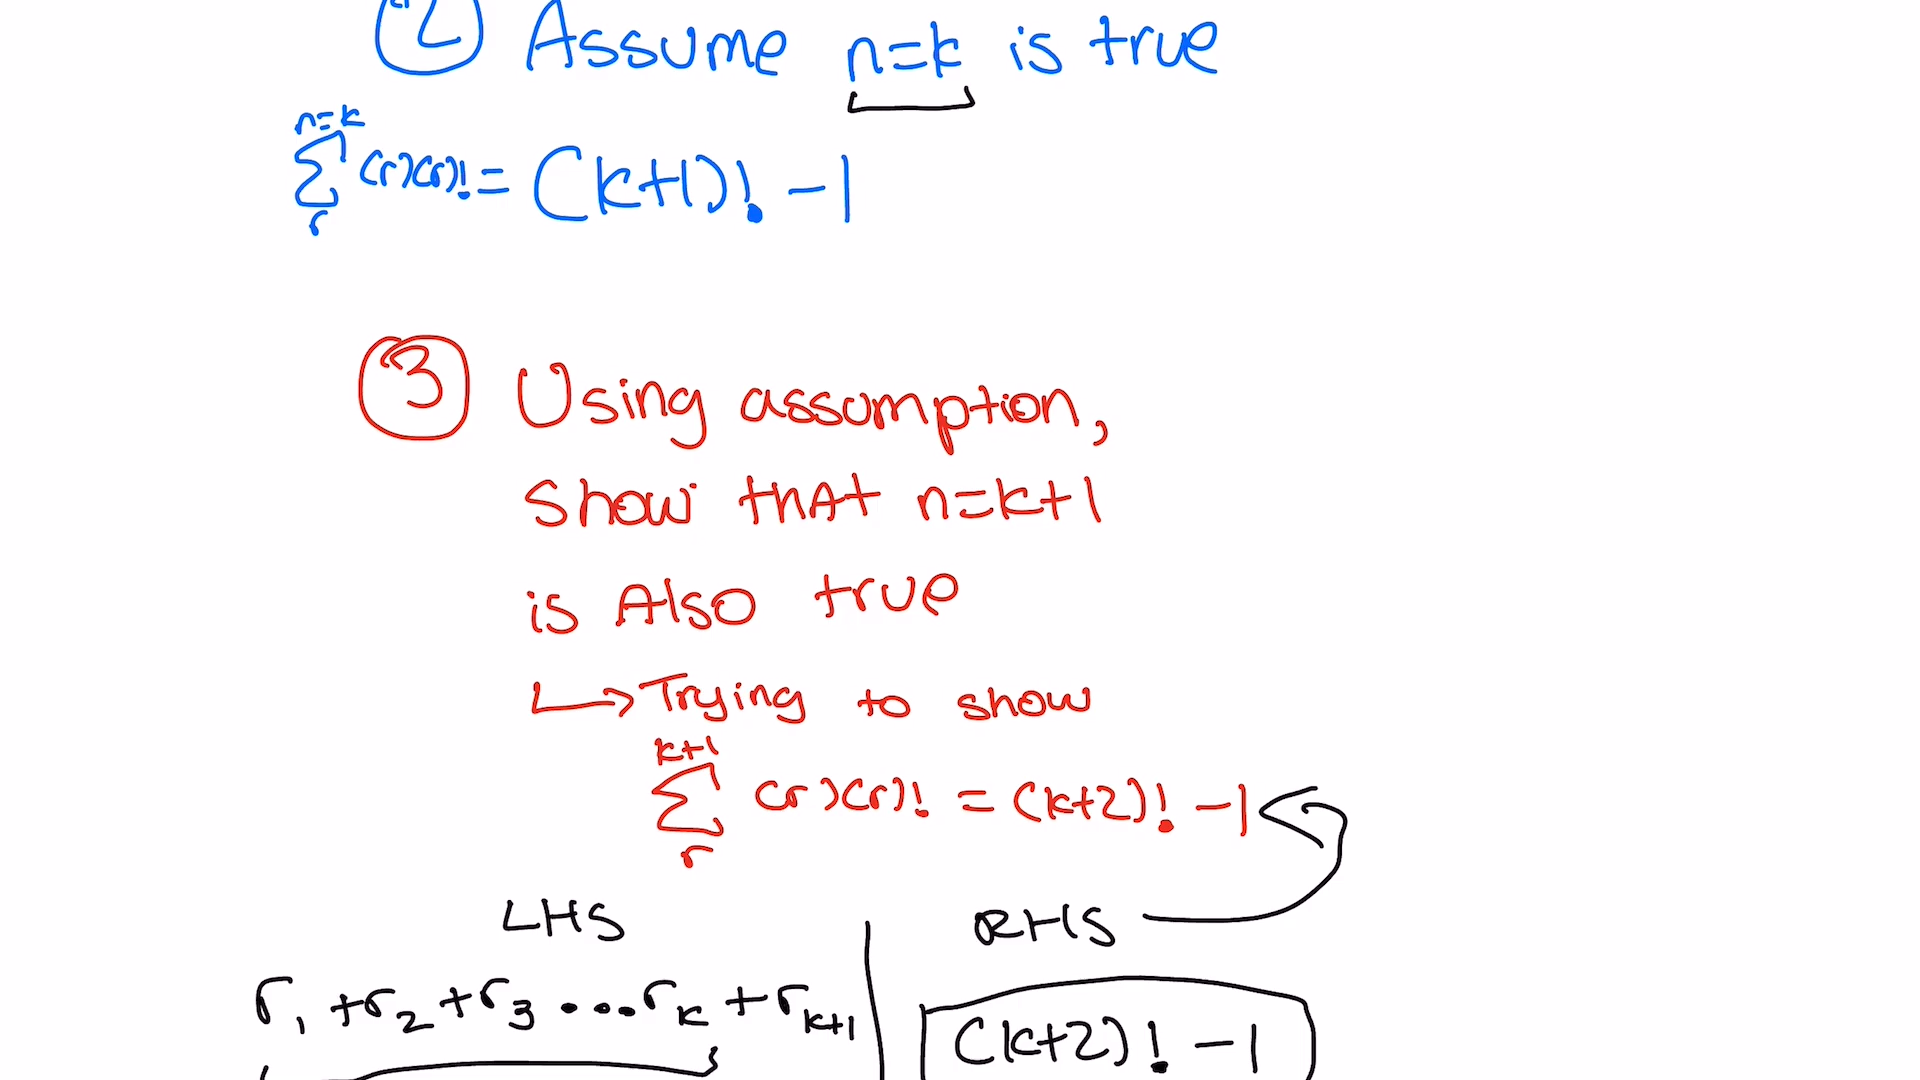 ② Assume n=k is true
n=k
Σ (r)(r)! = (k+1)! -1
r
③ Using assumption,
Show thAt n=k+1
is Also true
↳ Trying to show
k+1
Σ (r)(r)! = (k+2)! -1
r
LHS RHS
r₁ +r₂ +r₃ ....rₖ +rₖ₊₁ (k+2)! -1